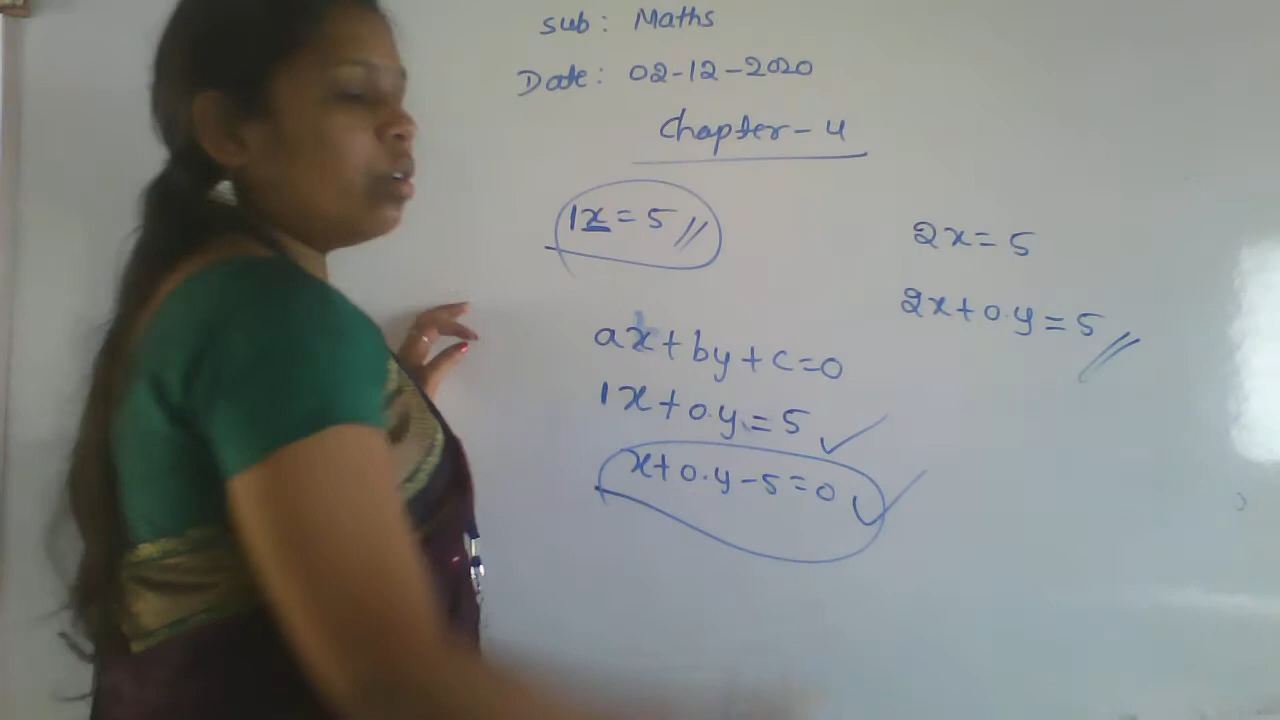 Sub: Maths
Date: 02-12-2020
Chapter-4
1x=5
ax+by+c=0
1x+0.y=5
x+0.y-5=0
2x=5
2x+0.y=5